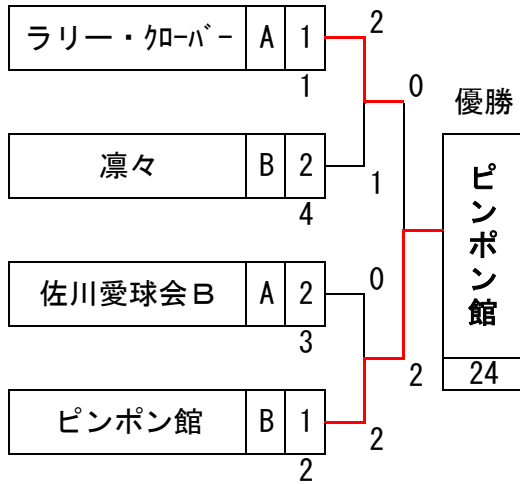 ラリー・ｸﾛｰﾊﾞｰ A 1 2
1
0
優勝
凛々 B 2 1
4
ピンポン館
佐川愛球会Ｂ A 2 0
3
2
24
ピンポン館 B 1 2
2